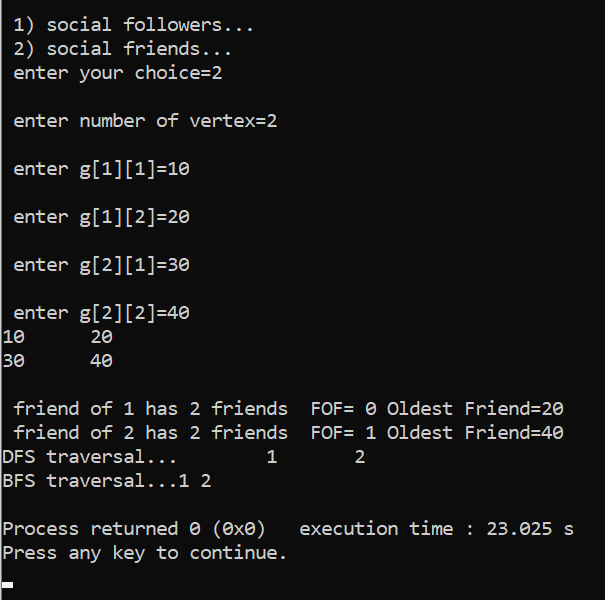 1) social followers...
2) social friends...
enter your choice=2
enter number of vertex=2
enter g[1][1]=10
enter g[1][2]=20
enter g[2][1]=30
enter g[2][2]=40
10      20
30      40
friend of 1 has 2 friends  FOF= 0 Oldest Friend=20
friend of 2 has 2 friends  FOF= 1 Oldest Friend=40
DFS traversal...        1       2
BFS traversal...1 2
Process returned 0 (0x0)   execution time : 23.025 s
Press any key to continue.